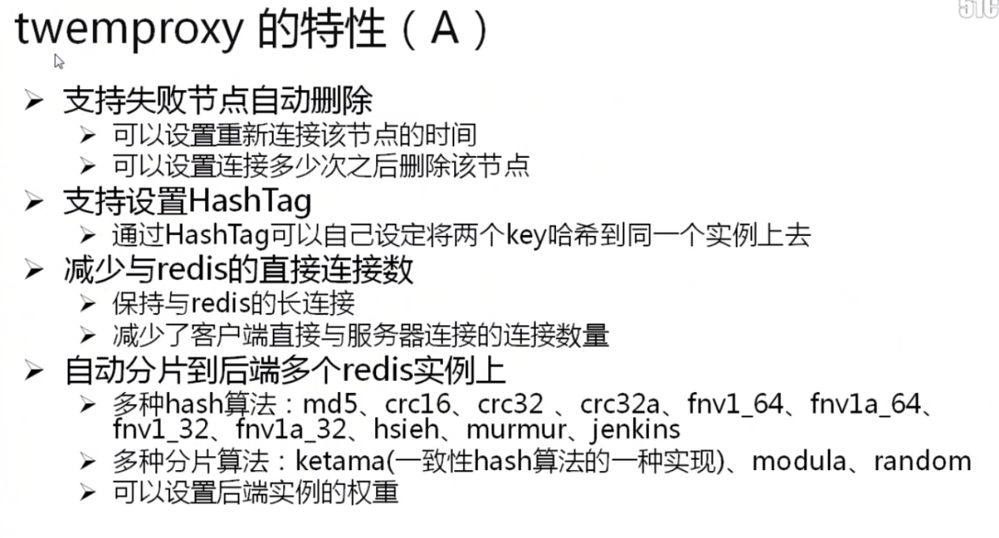 twemproxy 的特性（A）
51C
➢ 支持失败节点自动删除
➢ 可以设置重新连接该节点的时间
➢ 可以设置连接多少次之后删除该节点
➢ 支持设置HashTag
➢ 通过HashTag可以自己设定将两个key哈希到同一个实例上去
➢ 减少与redis的直接连接数
➢ 保持与redis的长连接
➢ 减少了客户端直接与服务器连接的连接数量
➢ 自动分片到后端多个redis实例上
➢ 多种hash算法：md5、crc16、crc32 、crc32a、fnv1_64、fnv1a_64、
fnv1_32、fnv1a_32、hsieh、murmur、jenkins
➢ 多种分片算法：ketama(一致性hash算法的一种实现)、modula、random
➢ 可以设置后端实例的权重